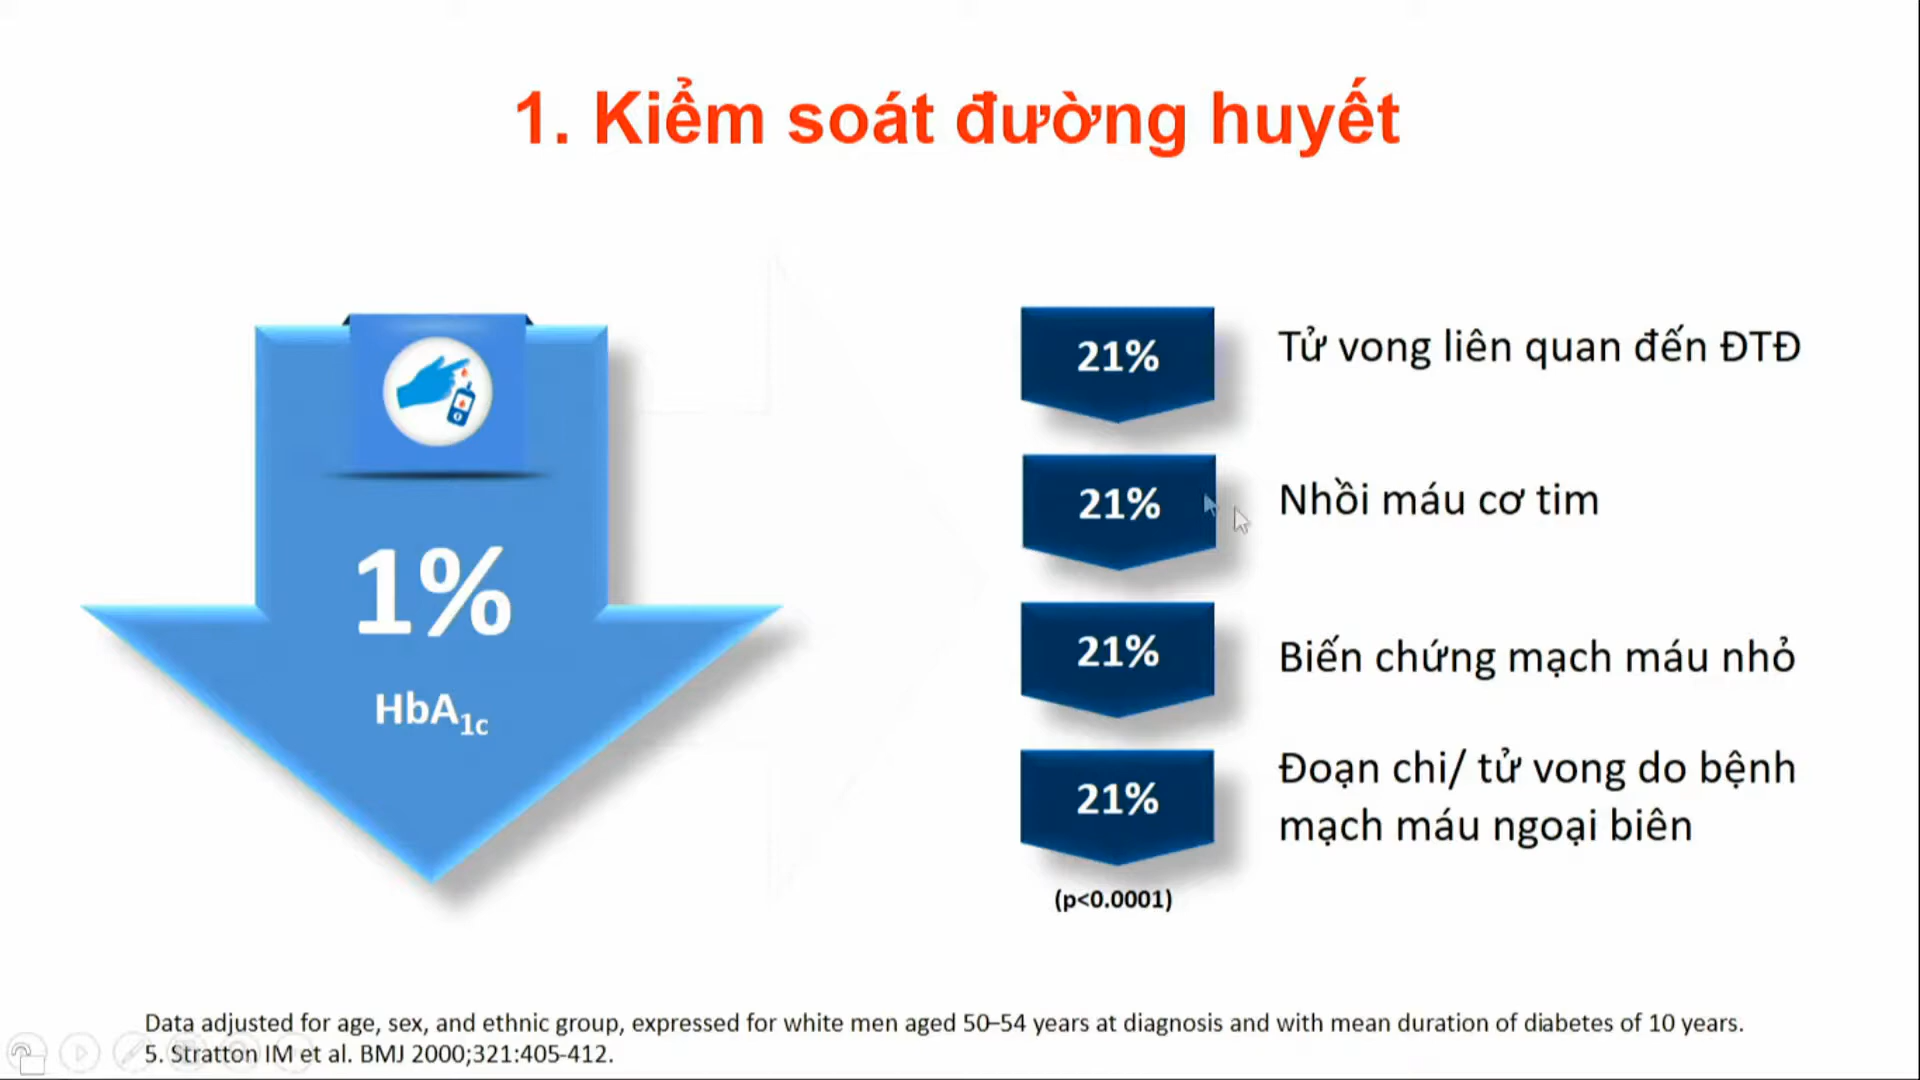 1. Kiểm soát đường huyết
1%
HbA1c
21%
Tử vong liên quan đến ĐTĐ
21%
Nhồi máu cơ tim
21%
Biến chứng mạch máu nhỏ
21%
Đoạn chi/ tử vong do bệnh
mạch máu ngoại biên
(p<0.0001)
Data adjusted for age, sex, and ethnic group, expressed for white men aged 50–54 years at diagnosis and with mean duration of diabetes of 10 years.
5. Stratton IM et al. BMJ 2000;321:405-412.